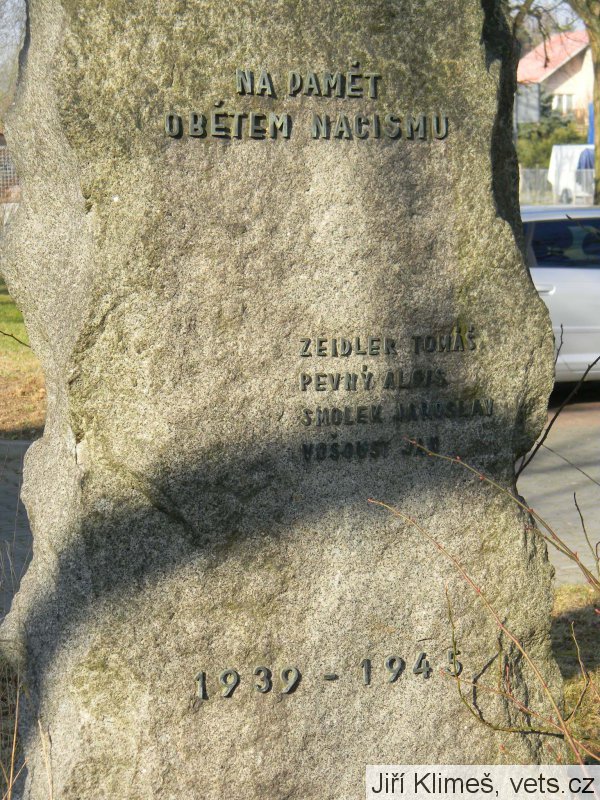 NA PAMĚT
OBĚTEM NACISMU
ZEIDLER TOMÁŠ
PEVNÝ ALOIS
SMOLEK JAROSLAV
VOŠOUST JAN
1939 - 1945
Jiří Klimeš, vets.cz